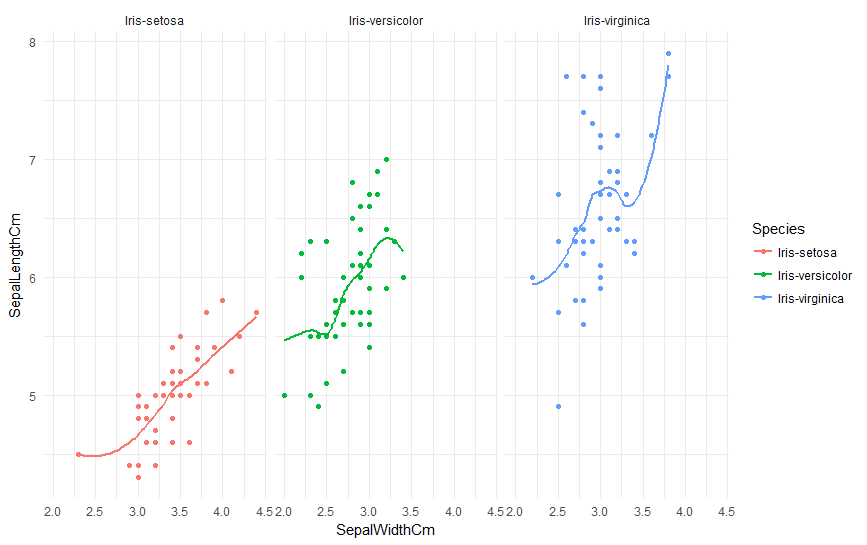 Iris-setosa Iris-versicolor Iris-virginica
8
7
6
5
SepalLengthCm
2.0 2.5 3.0 3.5 4.0 4.5 2.0 2.5 3.0 3.5 4.0 4.5 2.0 2.5 3.0 3.5 4.0 4.5
SepalWidthCm
Species
Iris-setosa
Iris-versicolor
Iris-virginica